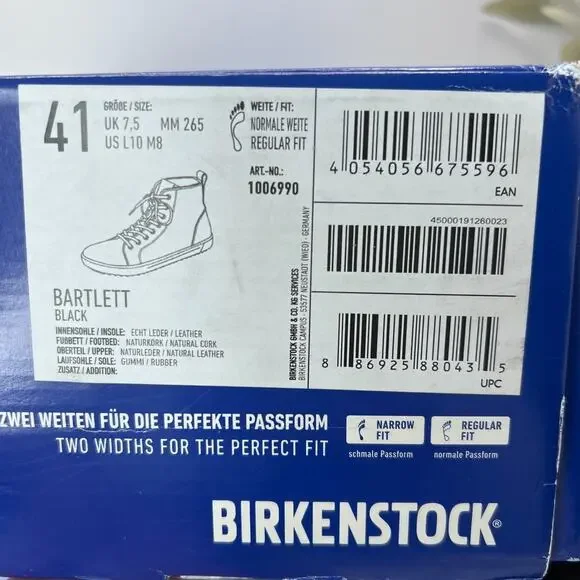 41
GRÖßE / SIZE:
UK 7,5 MM 265
US L10 M8
WEITE / FIT:
NORMALE WEITE
REGULAR FIT
ART.-NO.:
1006990
BARTLETT
BLACK
INNENSOHLE / INSOLE: ECHT LEDER / LEATHER
FUßBETT / FOOTBED: NATURKORK / NATURAL CORK
OBERTEIL / UPPER: NATURLEDER / NATURAL LEATHER
LAUFSOHLE / SOLE: GUMMI / RUBBER
ZUSATZ / ADDITION:
BIRKENSTOCK GMBH & CO. KG SERVICES
BIRKENSTOCK CAMPUS · 53577 NEUSTADT (WIED) · GERMANY
4 054056 675596
EAN
45000191260023
8 86925 88043 5
UPC
ZWEI WEITEN FÜR DIE PERFEKTE PASSFORM
TWO WIDTHS FOR THE PERFECT FIT
NARROW
FIT
schmale Passform
REGULAR
FIT
normale Passform
BIRKENSTOCK®